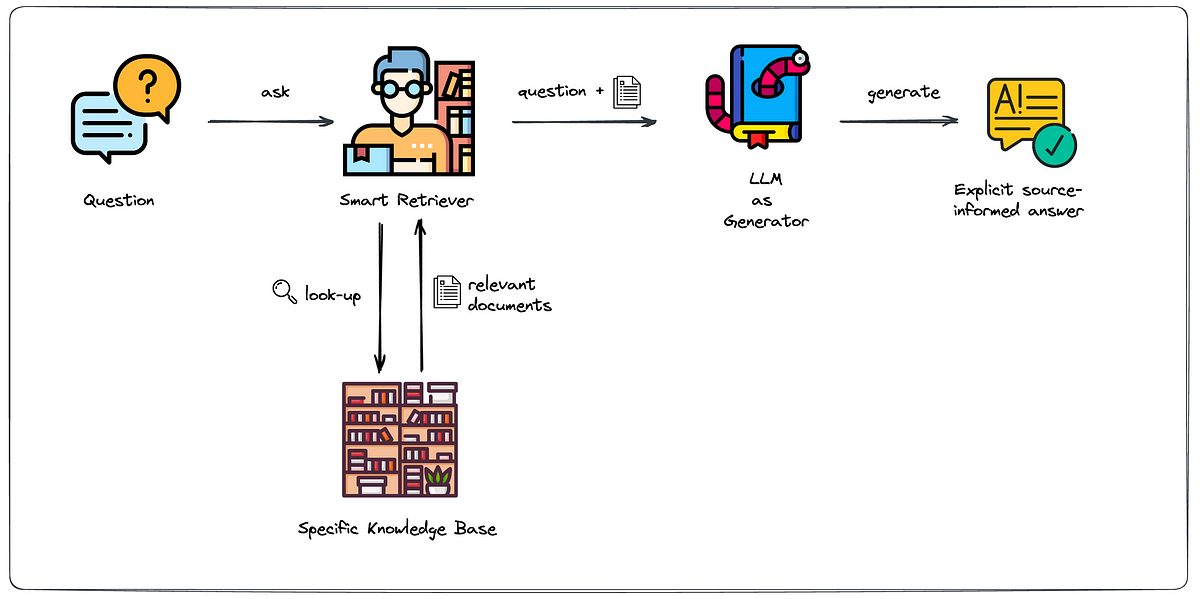 ask
question +
generate
?
A!
Question
Smart Retriever
LLM
as
Generator
Explicit source-
informed answer
look-up
relevant
documents
Specific Knowledge Base